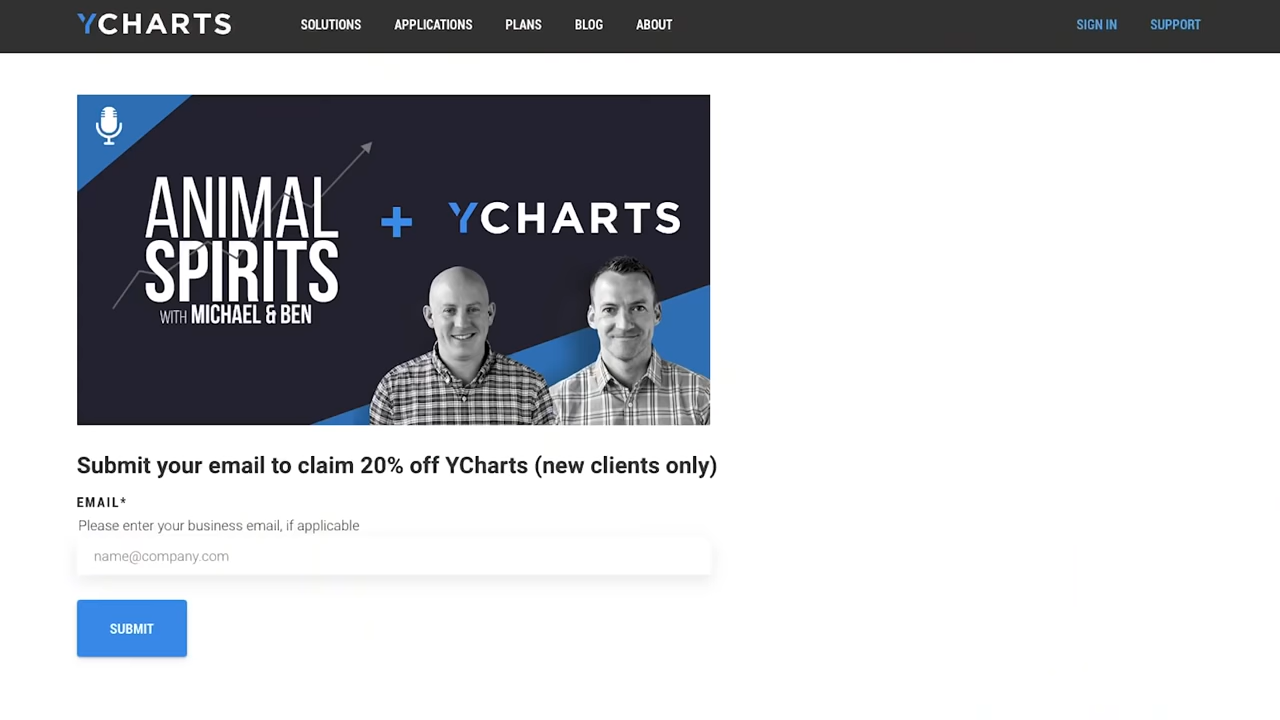 YCHARTS
SOLUTIONS
APPLICATIONS
PLANS
BLOG
ABOUT
SIGN IN
SUPPORT
ANIMAL
SPIRITS
WITH MICHAEL & BEN
+
YCHARTS
Submit your email to claim 20% off YCharts (new clients only)
EMAIL*
Please enter your business email, if applicable
name@company.com
SUBMIT